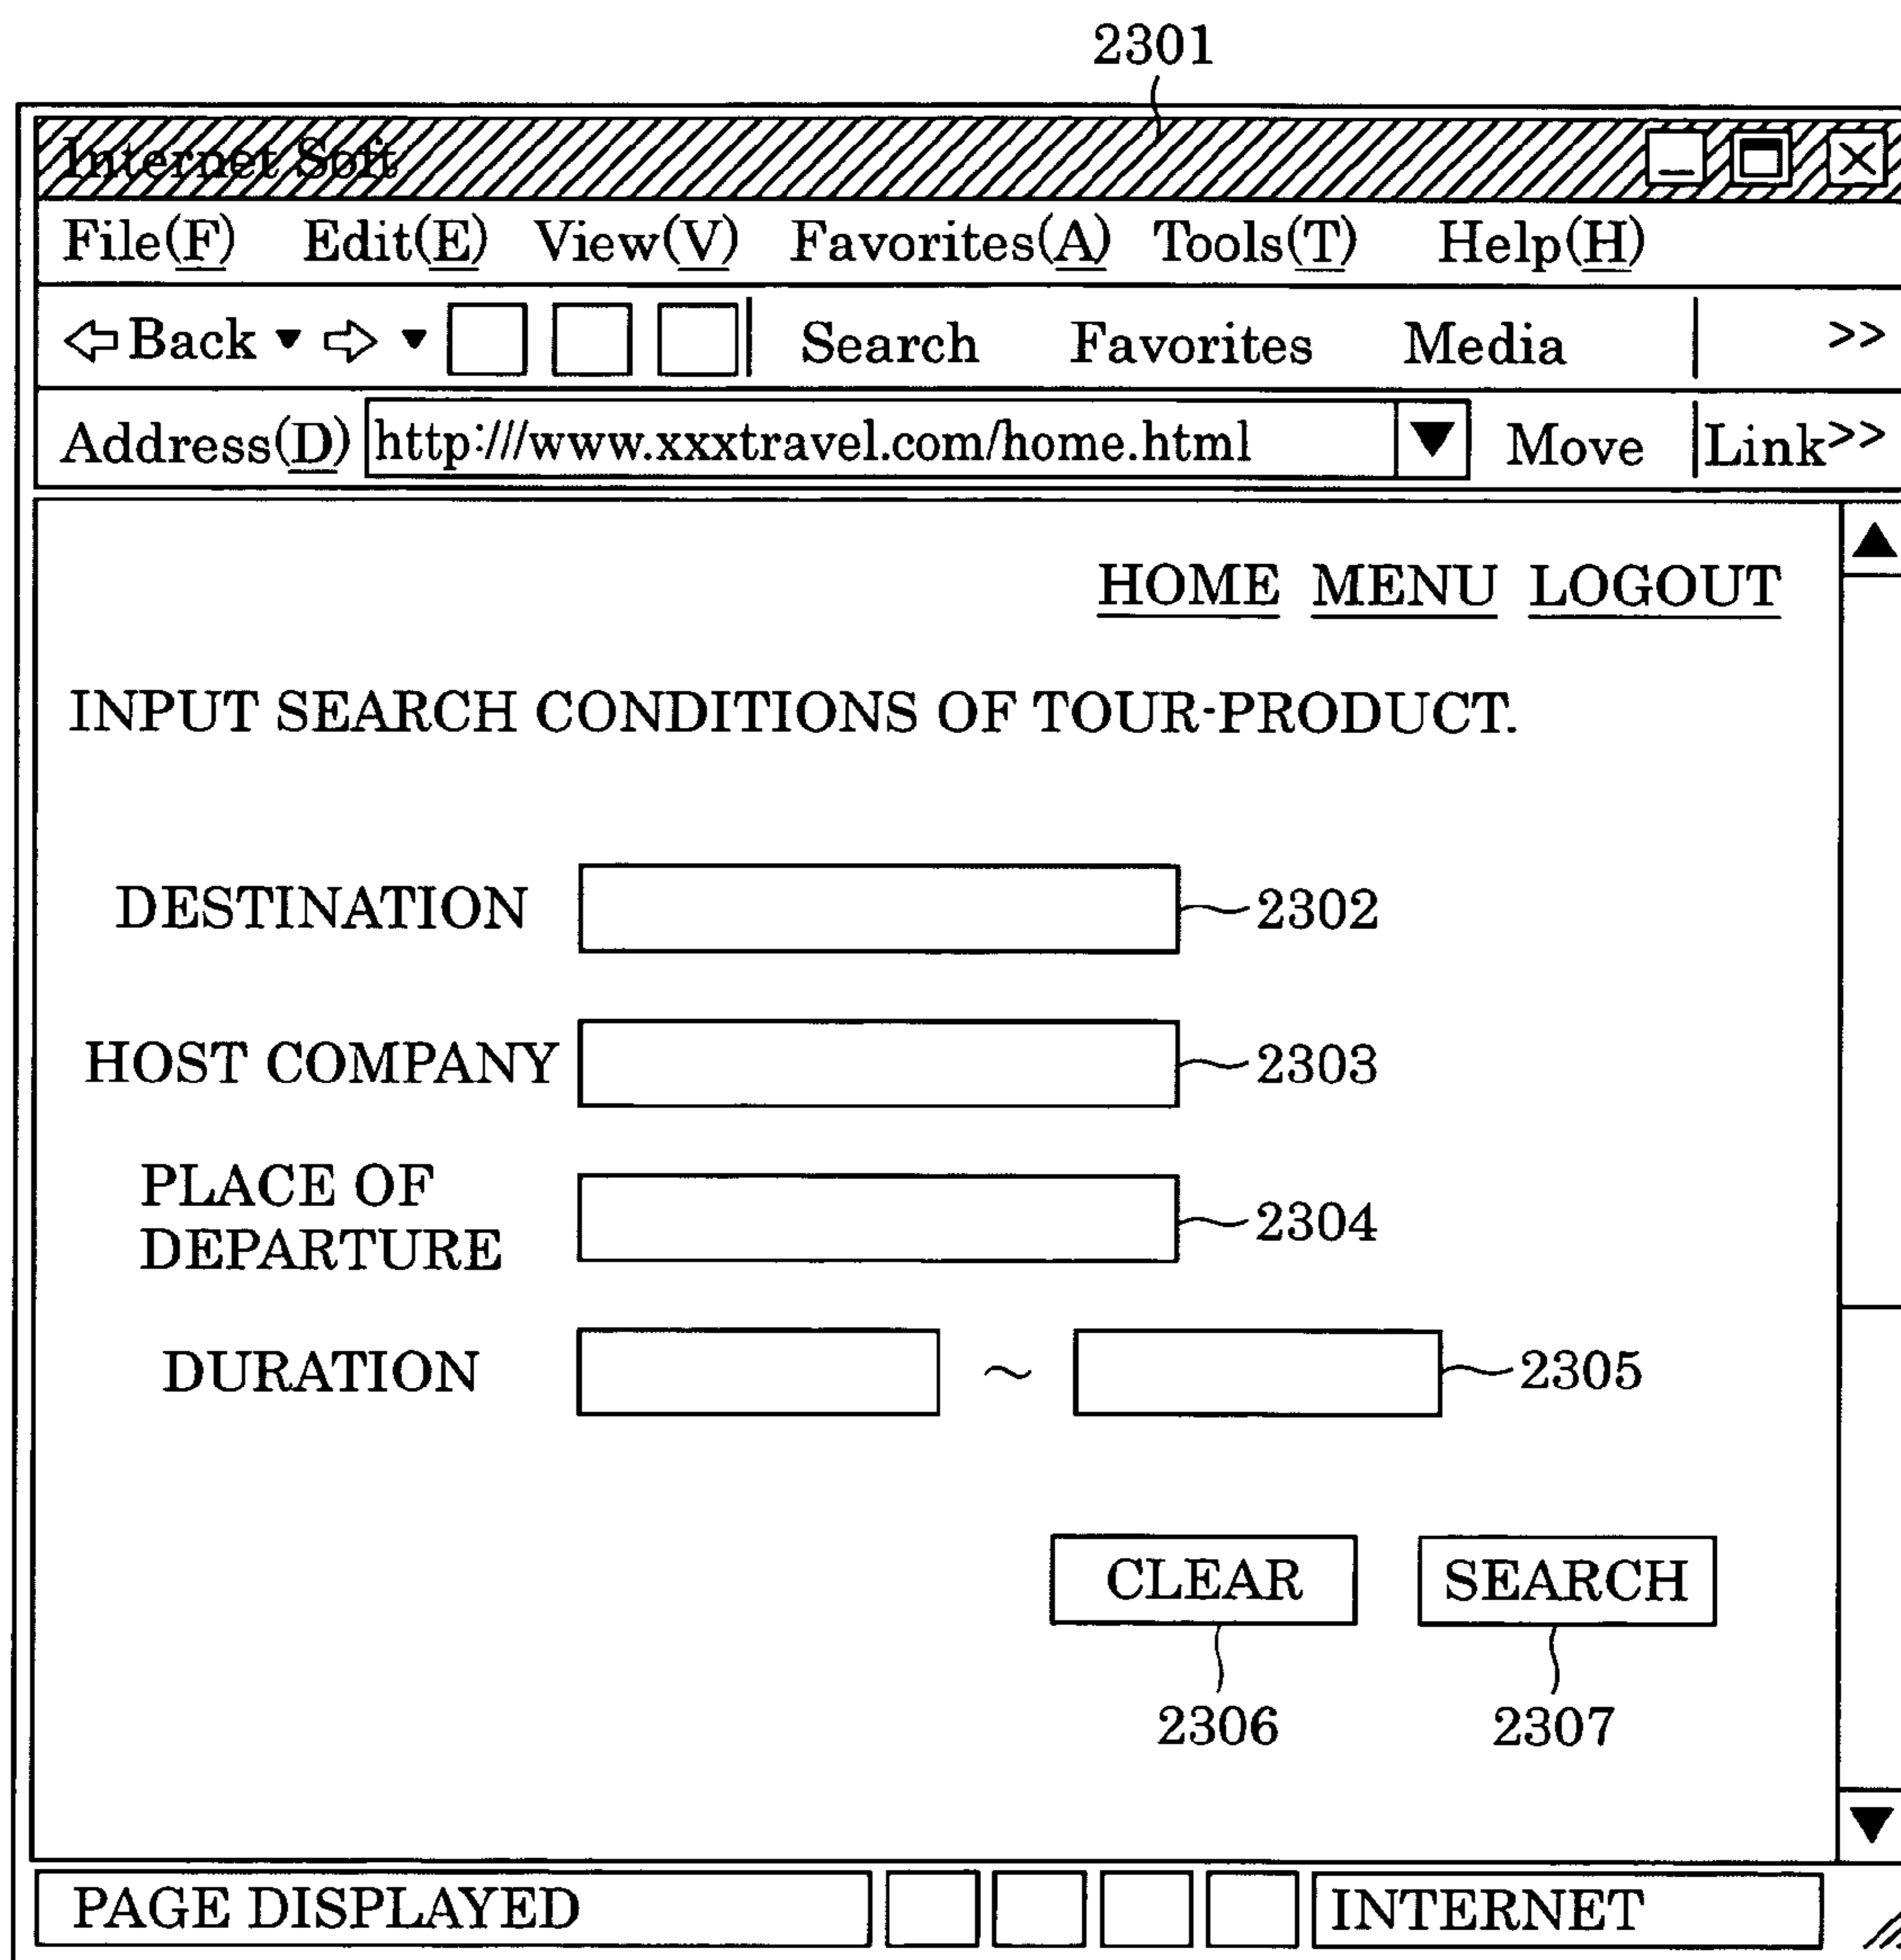 2301
Internet Soft
File(F) Edit(E) View(V) Favorites(A) Tools(T) Help(H)
Back Search Favorites Media >>
Address(D) http:///www.xxxtravel.com/home.html Move Link>>
HOME MENU LOGOUT
INPUT SEARCH CONDITIONS OF TOUR-PRODUCT.
DESTINATION 2302
HOST COMPANY 2303
PLACE OF
DEPARTURE 2304
DURATION ~ 2305
CLEAR SEARCH
2306 2307
PAGE DISPLAYED INTERNET